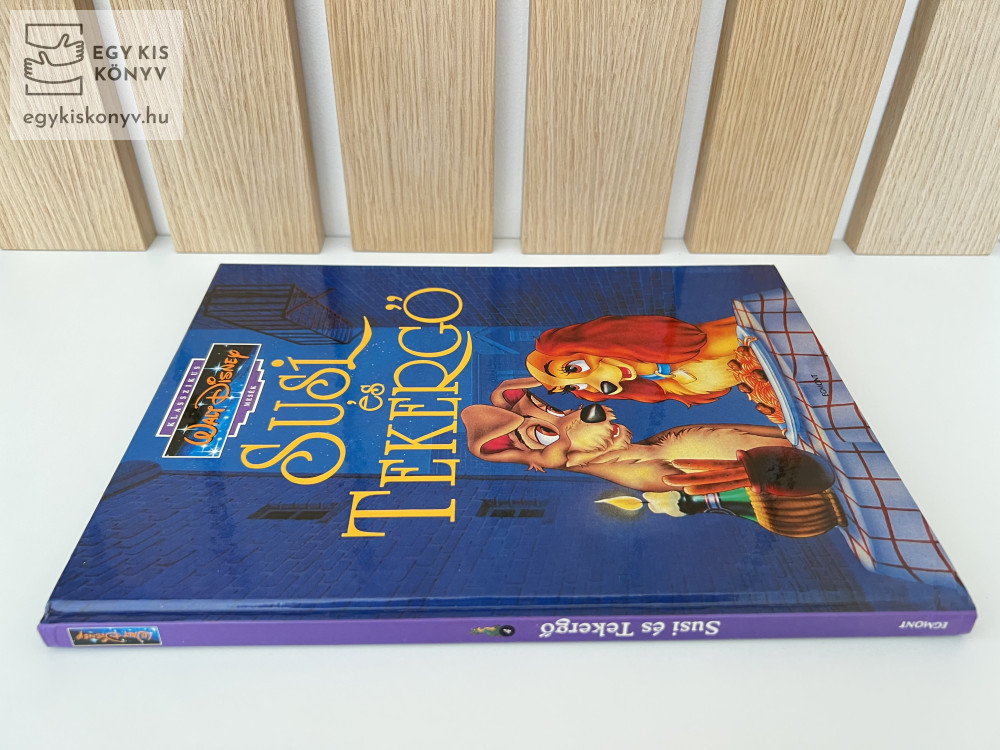 EGY KIS
KÖNYV
egykiskonyv.hu
KLASSZIKUS
WALT DISNEY
MESÉK
SUSI
és
TEKERGŐ
EGMONT
WALT DISNEY
Susi és Tekergő
EGMONT